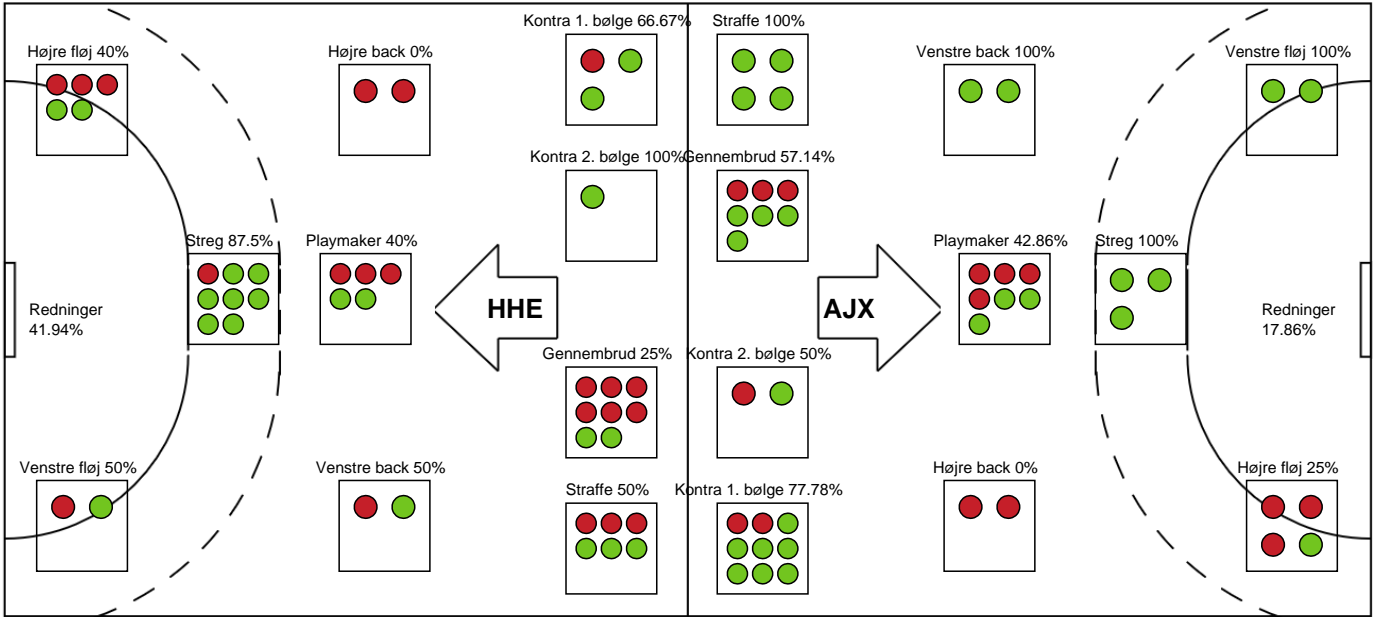 Kontra 1. bølge 66.67%
Straffe 100%
Højre fløj 40%
Højre back 0%
Venstre back 100%
Venstre fløj 100%
Kontra 2. bølge 100%
Gennembrud 57.14%
Streg 87.5%
Playmaker 40%
Playmaker 42.86%
Streg 100%
HHE
AJX
Redninger
41.94%
Redninger
17.86%
Gennembrud 25%
Kontra 2. bølge 50%
Venstre fløj 50%
Venstre back 50%
Højre back 0%
Højre fløj 25%
Straffe 50%
Kontra 1. bølge 77.78%